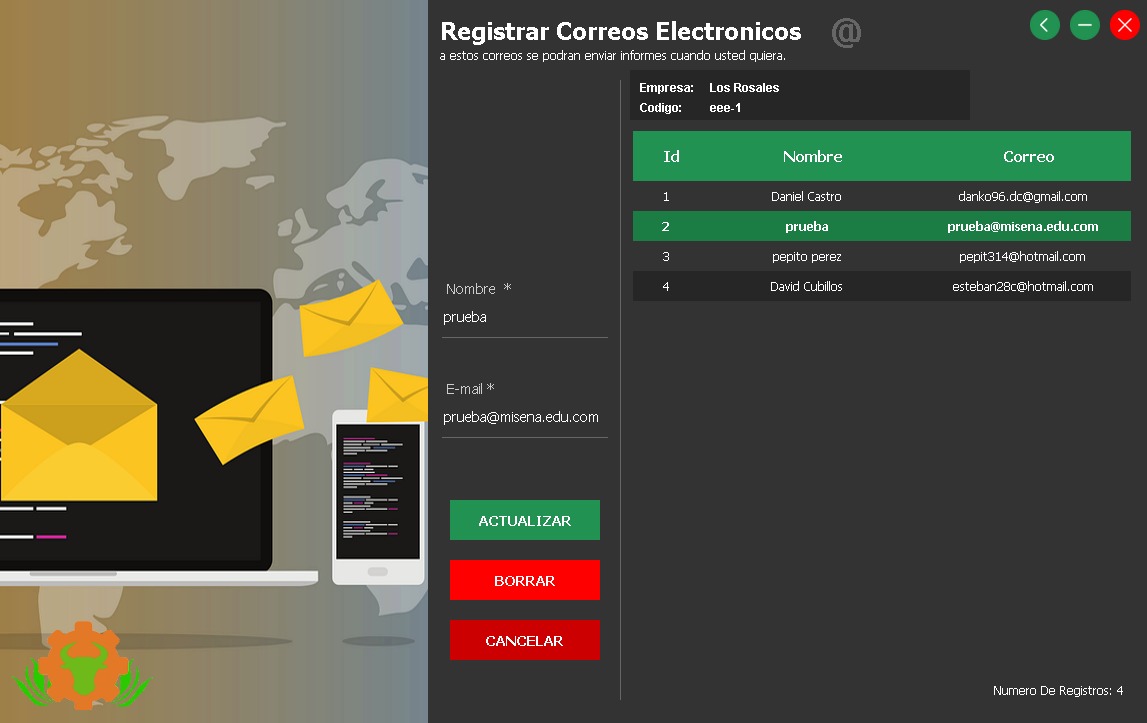 Registrar Correos Electronicos @
a estos correos se podran enviar informes cuando usted quiera.
Empresa: Los Rosales
Codigo: eee-1
Id Nombre Correo
1 Daniel Castro danko96.dc@gmail.com
2 prueba prueba@misena.edu.com
3 pepito perez pepit314@hotmail.com
4 David Cubillos esteban28c@hotmail.com
Nombre *
prueba
E-mail *
prueba@misena.edu.com
ACTUALIZAR
BORRAR
CANCELAR
Numero De Registros: 4